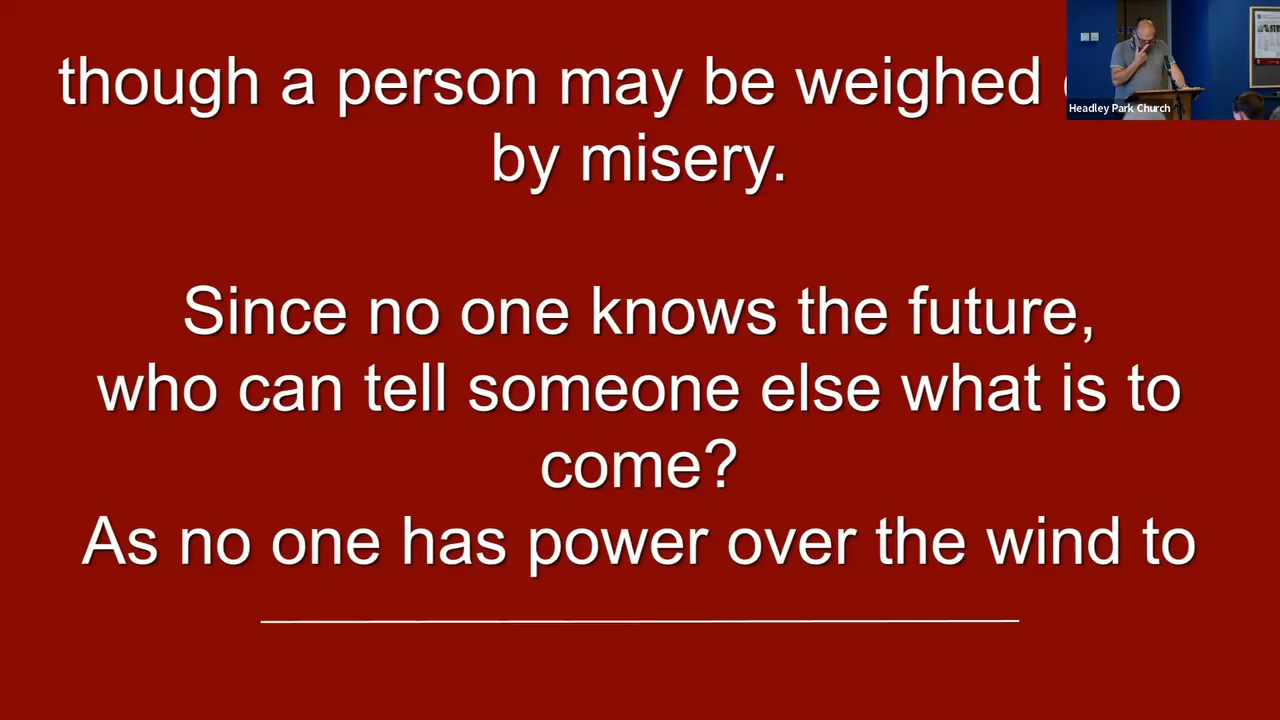 though a person may be weighed
by misery.
Since no one knows the future,
who can tell someone else what is to
come?
As no one has power over the wind to
Headley Park Church